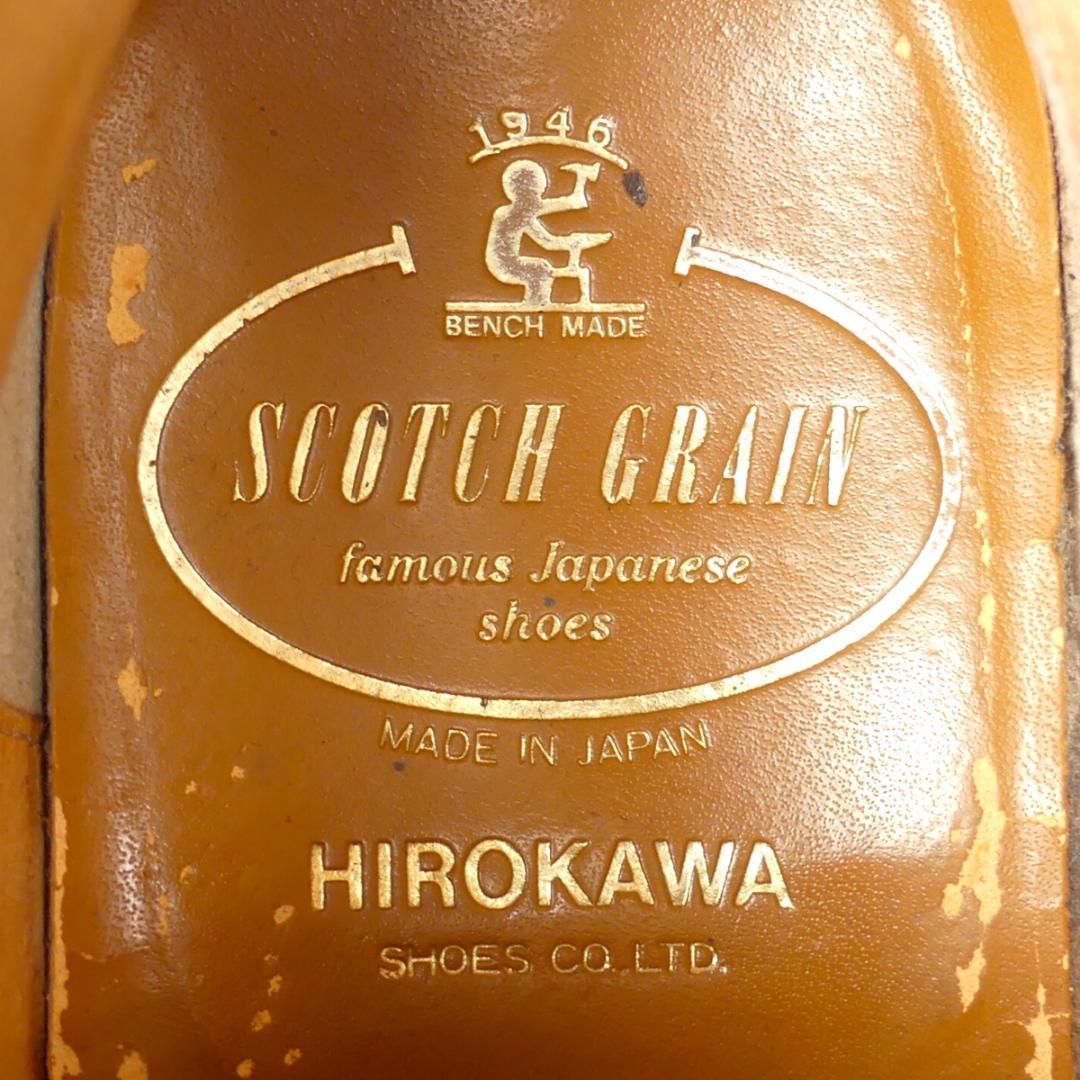 1946
BENCH MADE
SCOTCH GRAIN
famous Japanese
shoes
MADE IN JAPAN
HIROKAWA
SHOES CO.,LTD.